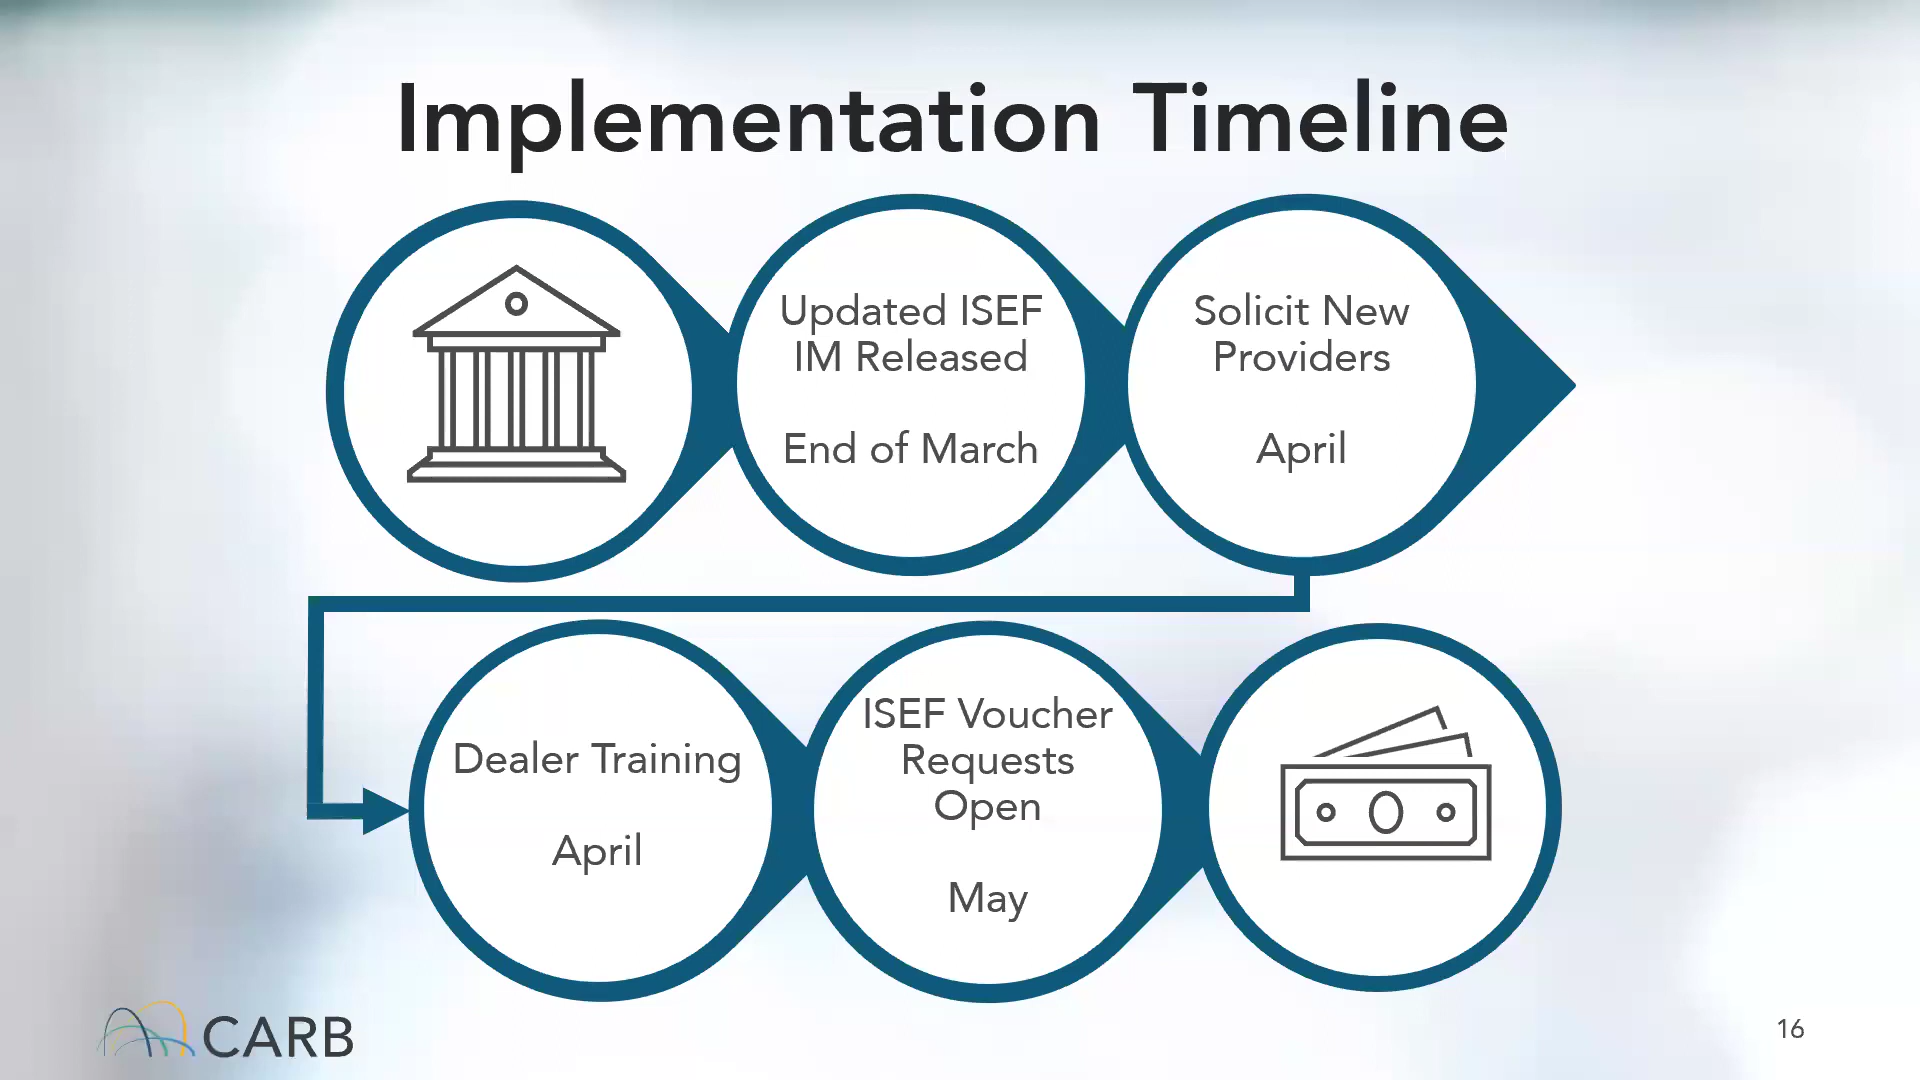 Implementation Timeline
Updated ISEF
IM Released
End of March
Solicit New
Providers
April
Dealer Training
April
ISEF Voucher
Requests
Open
May
CARB
16